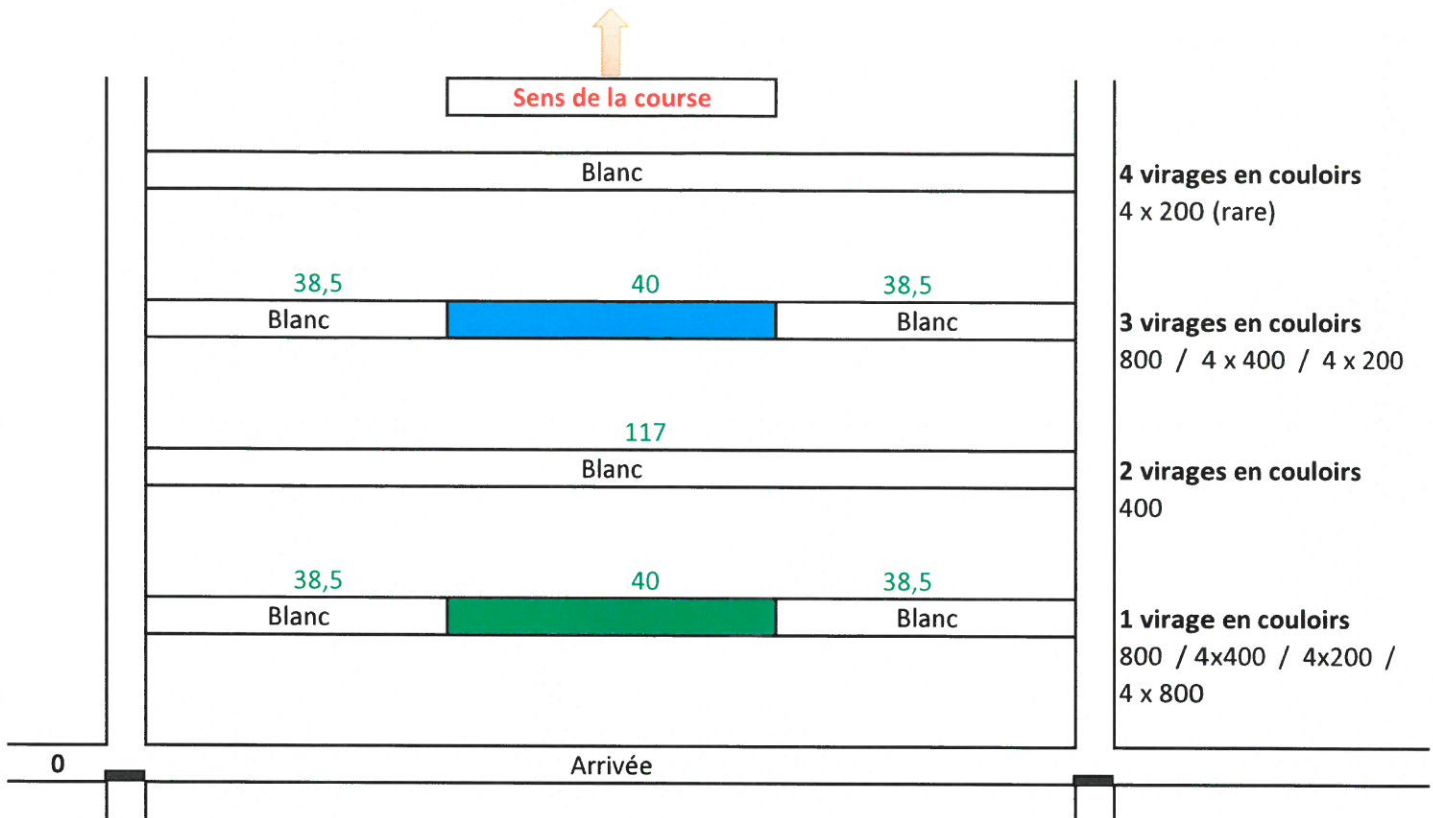 Sens de la course
Blanc
4 virages en couloirs
4 x 200 (rare)
38,5 40 38,5
Blanc Blanc
3 virages en couloirs
800 / 4 x 400 / 4 x 200
117
Blanc
2 virages en couloirs
400
38,5 40 38,5
Blanc Blanc
1 virage en couloirs
800 / 4x400 / 4x200 /
4 x 800
0 Arrivée